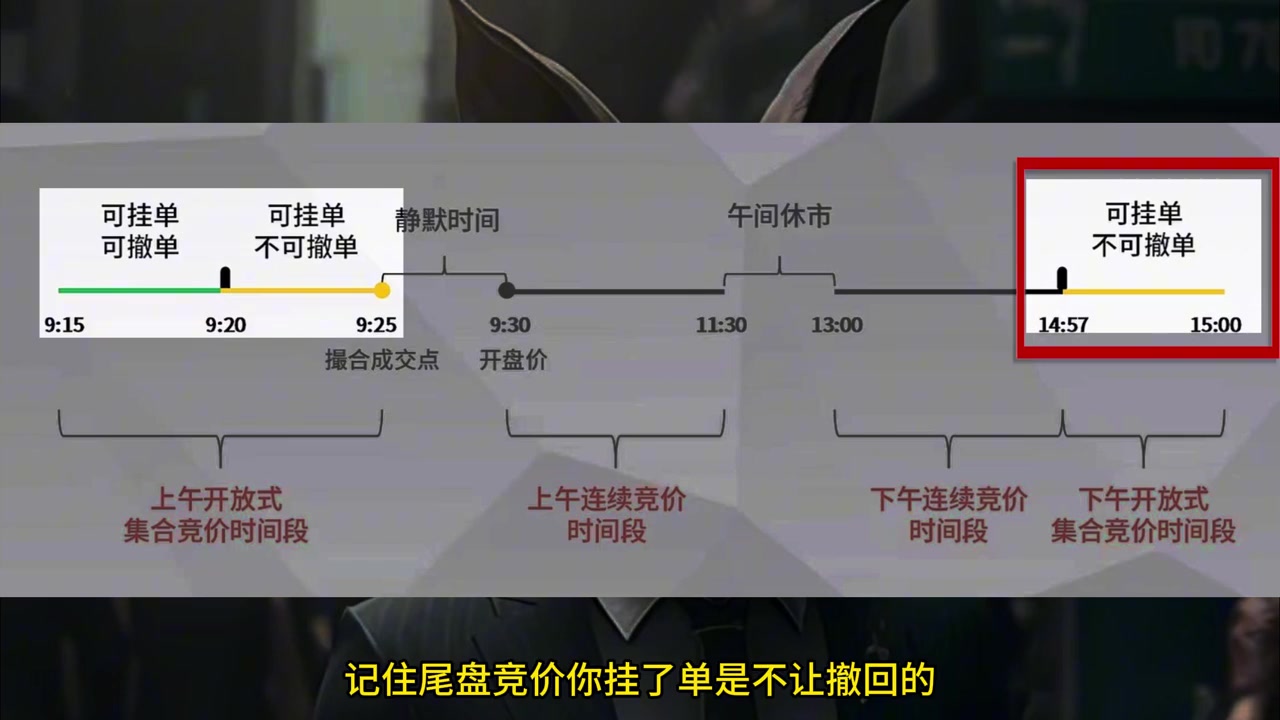 可挂单
可撤单
可挂单
不可撤单
静默时间
午间休市
可挂单
不可撤单
9:15
9:20
9:25
9:30
11:30
13:00
14:57
15:00
撮合成交点
开盘价
上午开放式
集合竞价时间段
上午连续竞价
时间段
下午连续竞价
时间段
下午开放式
集合竞价时间段
记住尾盘竞价你挂了单是不让撤回的